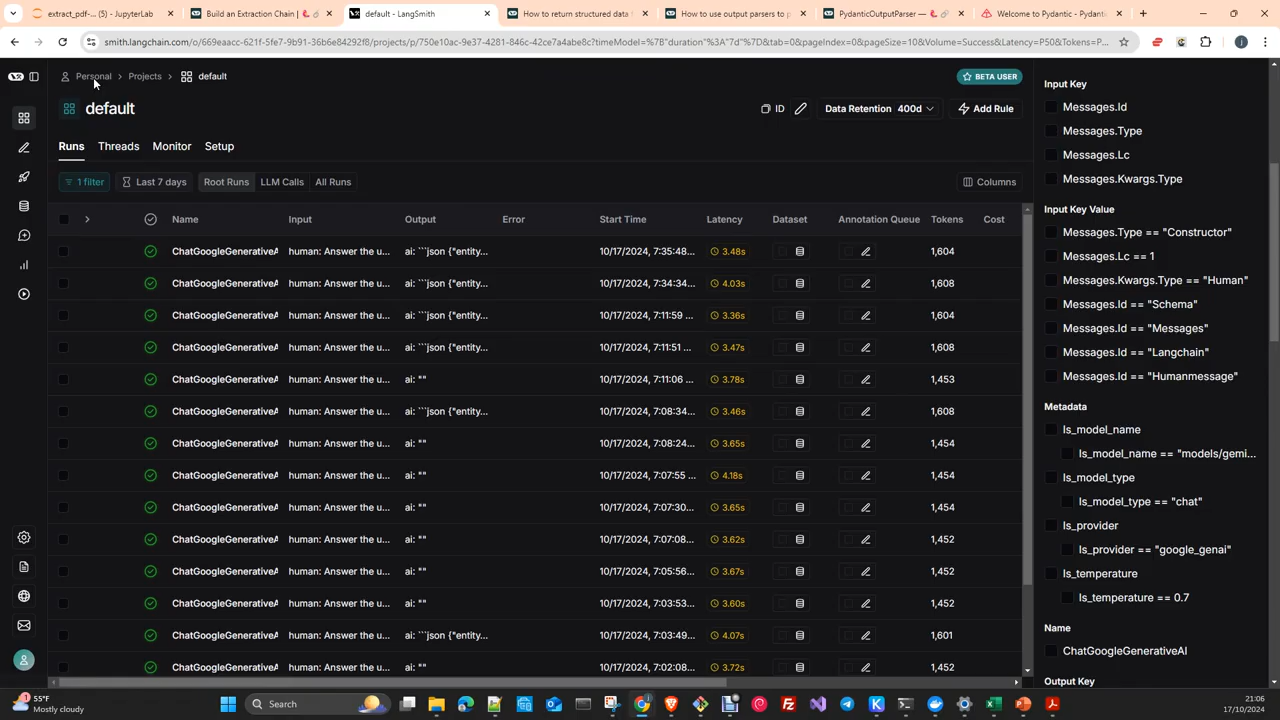 extract_pdf-... (5) - JupyterLab
Build an Extraction Chain |
default - LangSmith
How to return structured data
How to use output parsers to p
PydanticOutputParser —
Welcome to Pydantic - Pydant
smith.langchain.com/o/669eaacc-621f-5fe7-9b91-36b6e84292f8/projects/p/750e10ac-9e37-4281-846c-ce47a4abe8c?timeModel=%7B"duration"%3A"7d"%7D&tab=0&pageIndex=0&pageSize=10&Volume=Success&Latency=P50&Tokens=P...
Personal > Projects > default
BETA USER
default
ID
Data Retention 400d
Add Rule
Runs Threads Monitor Setup
1 filter Last 7 days Root Runs LLM Calls All Runs Columns
Name Input Output Error Start Time Latency Dataset Annotation Queue Tokens Cost
ChatGoogleGenerativeA human: Answer the u... ai: ```json {"entity... 10/17/2024, 7:35:48... 3.48s 1,604
ChatGoogleGenerativeA human: Answer the u... ai: ```json {"entity... 10/17/2024, 7:34:34... 4.03s 1,608
ChatGoogleGenerativeA human: Answer the u... ai: ```json {"entity... 10/17/2024, 7:11:59 ... 3.36s 1,604
ChatGoogleGenerativeA human: Answer the u... ai: ```json {"entity... 10/17/2024, 7:11:51 ... 3.47s 1,608
ChatGoogleGenerativeA human: Answer the u... ai: "" 10/17/2024, 7:11:06 ... 3.78s 1,453
ChatGoogleGenerativeA human: Answer the u... ai: ```json {"entity... 10/17/2024, 7:08:34... 3.46s 1,608
ChatGoogleGenerativeA human: Answer the u... ai: "" 10/17/2024, 7:08:24... 3.65s 1,454
ChatGoogleGenerativeA human: Answer the u... ai: "" 10/17/2024, 7:07:55 ... 4.18s 1,454
ChatGoogleGenerativeA human: Answer the u... ai: "" 10/17/2024, 7:07:30... 3.65s 1,454
ChatGoogleGenerativeA human: Answer the u... ai: "" 10/17/2024, 7:07:08... 3.62s 1,452
ChatGoogleGenerativeA human: Answer the u... ai: "" 10/17/2024, 7:05:56... 3.67s 1,452
ChatGoogleGenerativeA human: Answer the u... ai: "" 10/17/2024, 7:03:53... 3.60s 1,452
ChatGoogleGenerativeA human: Answer the u... ai: "" 10/17/2024, 7:03:49... 4.07s 1,601
ChatGoogleGenerativeA human: Answer the u... ai: "" 10/17/2024, 7:02:08... 3.72s 1,452
Input Key
Messages.Id
Messages.Type
Messages.Lc
Messages.Kwargs.Type
Input Key Value
Messages.Type == "Constructor"
Messages.Lc == 1
Messages.Kwargs.Type == "Human"
Messages.Id == "Schema"
Messages.Id == "Messages"
Messages.Id == "Langchain"
Messages.Id == "Humanmessage"
Metadata
ls_model_name
ls_model_name == "models/gemi...
ls_model_type
ls_model_type == "chat"
ls_provider
ls_provider == "google_genai"
ls_temperature
ls_temperature == 0.7
Name
ChatGoogleGenerativeAI
Output Key
1
55°F
Mostly cloudy
Search
21:06
17/10/2024